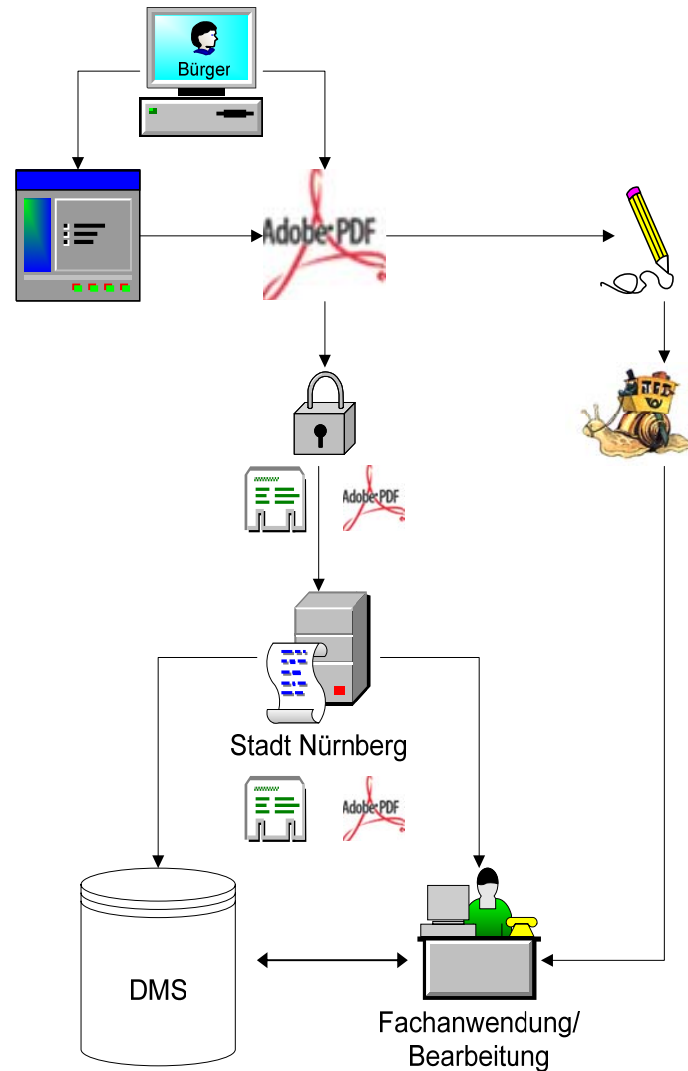 Bürger
Adobe PDF
Adobe PDF
Stadt Nürnberg
Adobe PDF
DMS
Fachanwendung/
Bearbeitung